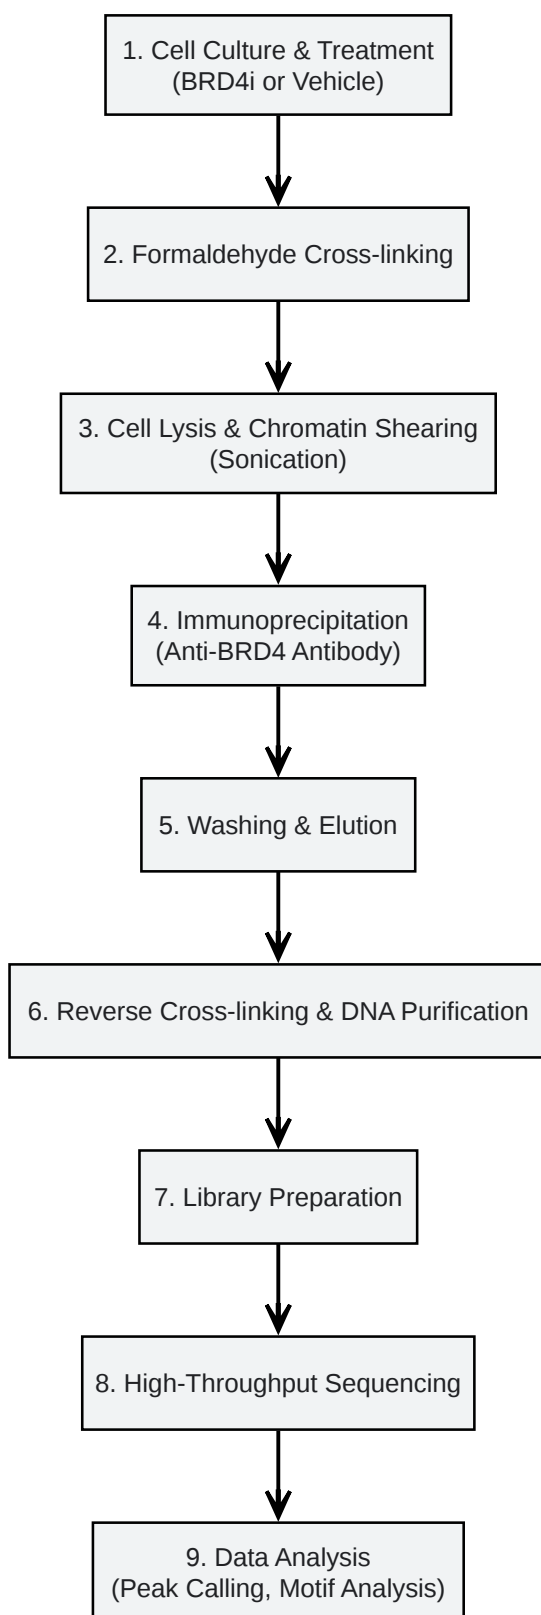 1. Cell Culture & Treatment
(BRD4i or Vehicle)
2. Formaldehyde Cross-linking
3. Cell Lysis & Chromatin Shearing
(Sonication)
4. Immunoprecipitation
(Anti-BRD4 Antibody)
5. Washing & Elution
6. Reverse Cross-linking & DNA Purification
7. Library Preparation
8. High-Throughput Sequencing
9. Data Analysis
(Peak Calling, Motif Analysis)